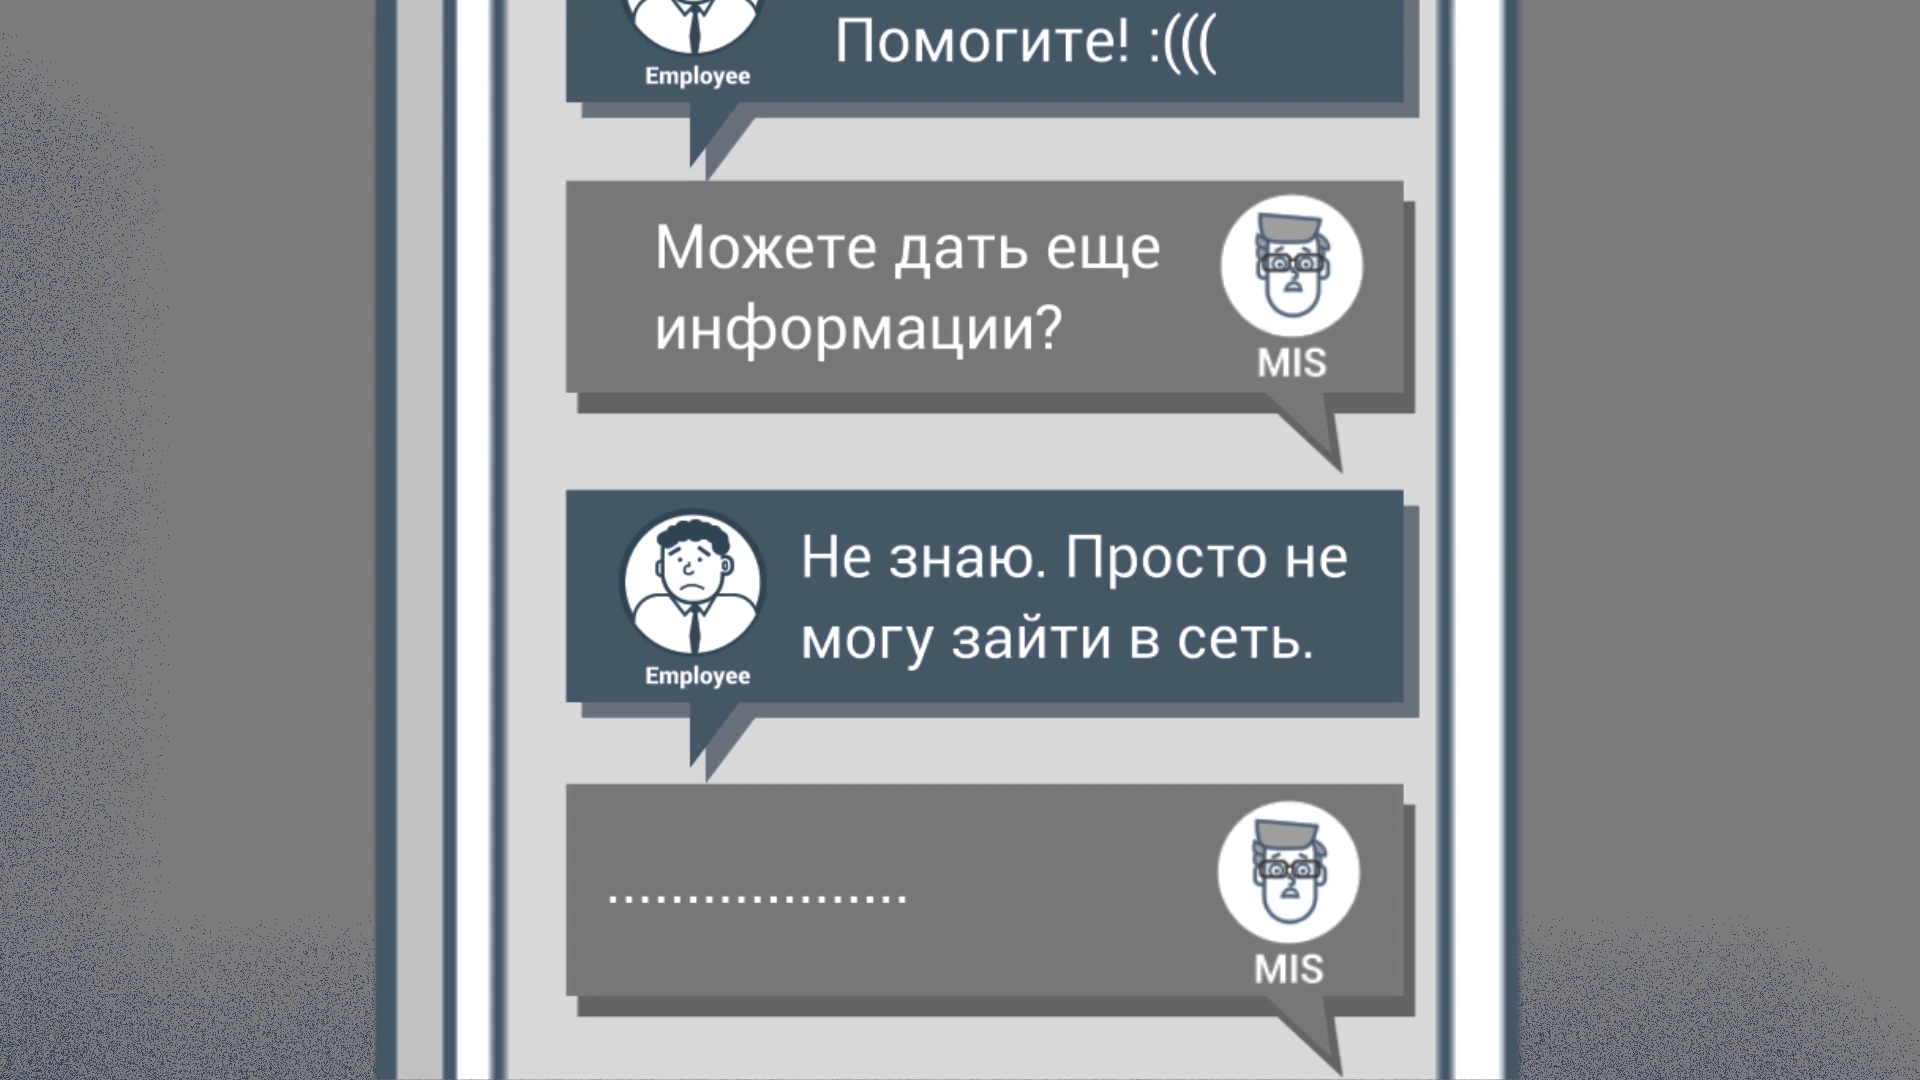 Помогите! :(((
Employee
Можете дать еще
информации?
MIS
Не знаю. Просто не
могу зайти в сеть.
Employee
...................
MIS